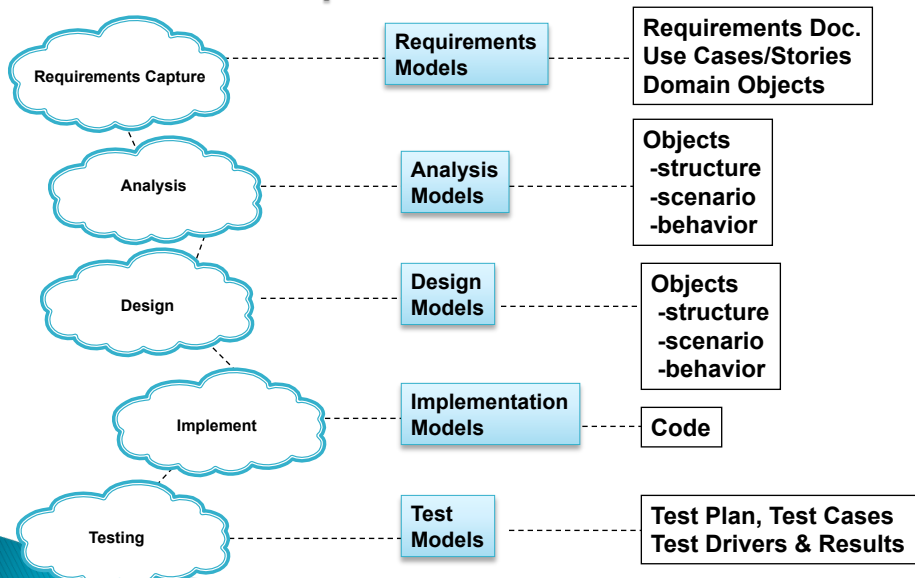 Requirements Capture
Requirements
Models
Requirements Doc.
Use Cases/Stories
Domain Objects
Analysis
Analysis
Models
Objects
-structure
-scenario
-behavior
Design
Design
Models
Objects
-structure
-scenario
-behavior
Implement
Implementation
Models
Code
Testing
Test
Models
Test Plan, Test Cases
Test Drivers & Results